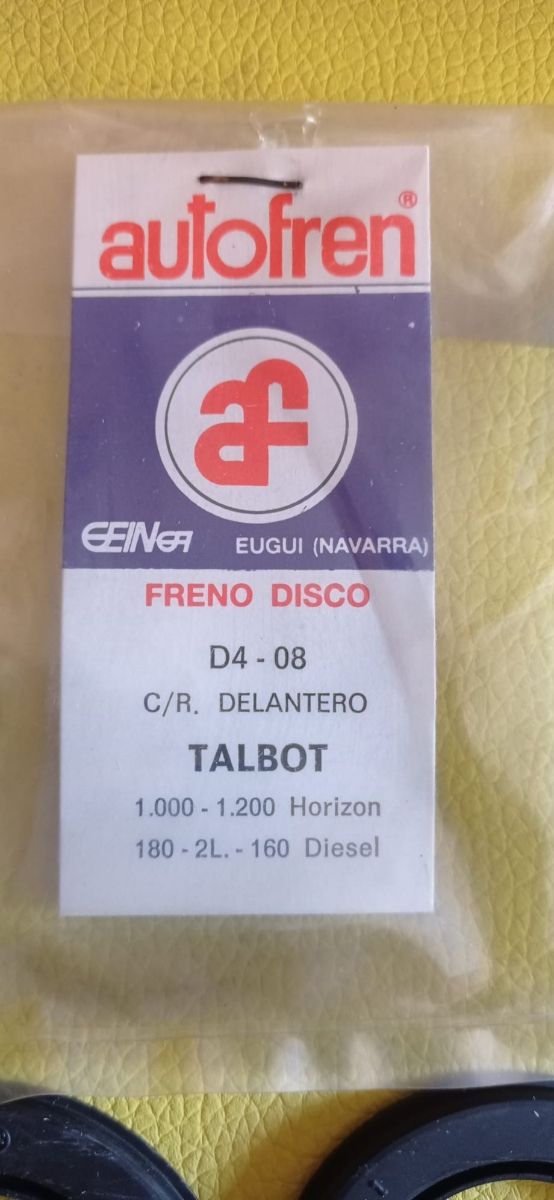 autofren®
af
EUGUI (NAVARRA)
FRENO DISCO
D4 - 08
C/R. DELANTERO
TALBOT
1.000 - 1.200 Horizon
180 - 2L. - 160 Diesel